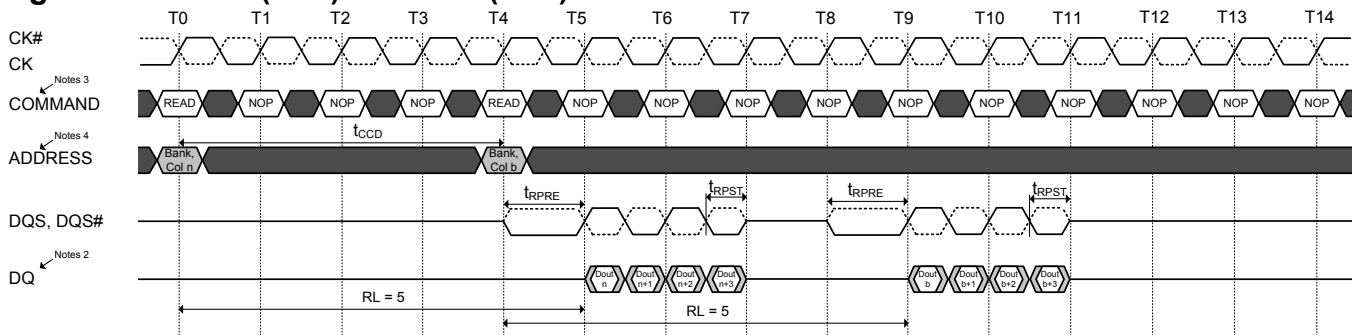 T0 T1 T2 T3 T4 T5 T6 T7 T8 T9 T10 T11 T12 T13 T14
CK#
CK
Notes 3
COMMAND READ NOP NOP NOP READ NOP NOP NOP NOP NOP NOP NOP NOP NOP NOP
Notes 4
tCCD
ADDRESS Bank, Col n Bank, Col b
tRPRE tRPST tRPRE tRPST
DQS, DQS#
Notes 2
DQ Dout n Dout n+1 Dout n+2 Dout n+3 Dout b Dout b+1 Dout b+2 Dout b+3
RL = 5
RL = 5